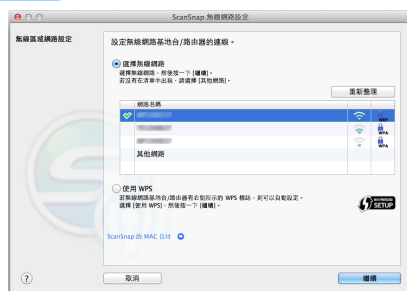 ScanSnap 無線網路設定
無線區域網路設定
設定無線網路基地台/路由器的連線。
選擇無線網路
選擇無線網路，然後按一下 [繼續]。
若沒有在清單中出現，請選擇 [其他網路]。
重新整理
網路名稱
WEP
WPA
WPA
其他網路
使用 WPS
若無線網路基地台/路由器有右側所示的 WPS 標誌，則可以自動設定。
選擇 [使用 WPS]，然後按一下 [繼續]。
SETUP
ScanSnap 的 MAC 位址
?
取消
繼續